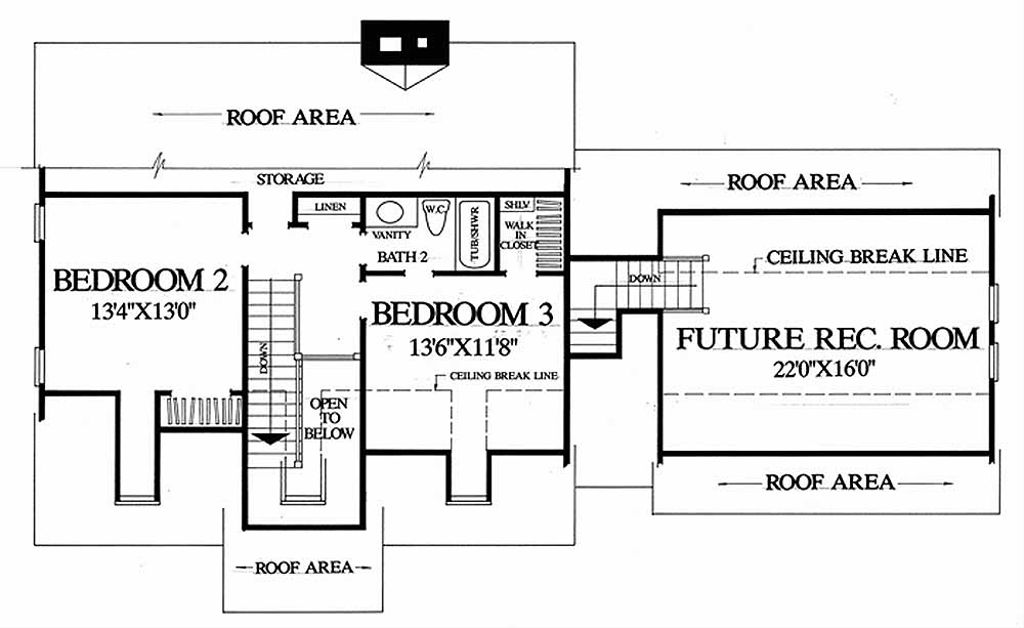 ROOF AREA
STORAGE
ROOF AREA
LINEN
W.C.
TUB/SHWR
SHLV.
VANITY
WALK
IN
CLOSET
BATH 2
CEILING BREAK LINE
BEDROOM 2
13'4"X13'0"
DOWN
BEDROOM 3
13'6"X11'8"
DOWN
FUTURE REC. ROOM
22'0"X16'0"
CEILING BREAK LINE
OPEN
TO
BELOW
ROOF AREA
ROOF AREA